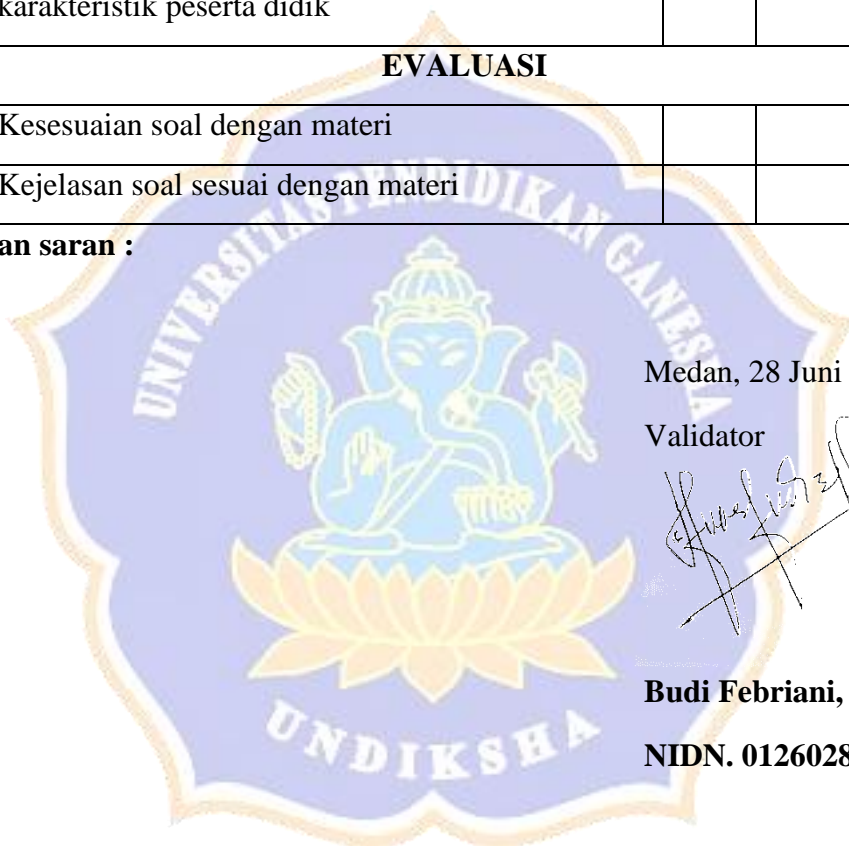 karakteristik peserta didik
EVALUASI
Kesesuaian soal dengan materi
Kejelasan soal sesuai dengan materi
an saran :
UNIVERSITAS PENDIDIKAN GANESHA
Medan, 28 Juni
Validator
Budi Febriani,
NIDN. 0126028
UNDIKSHA